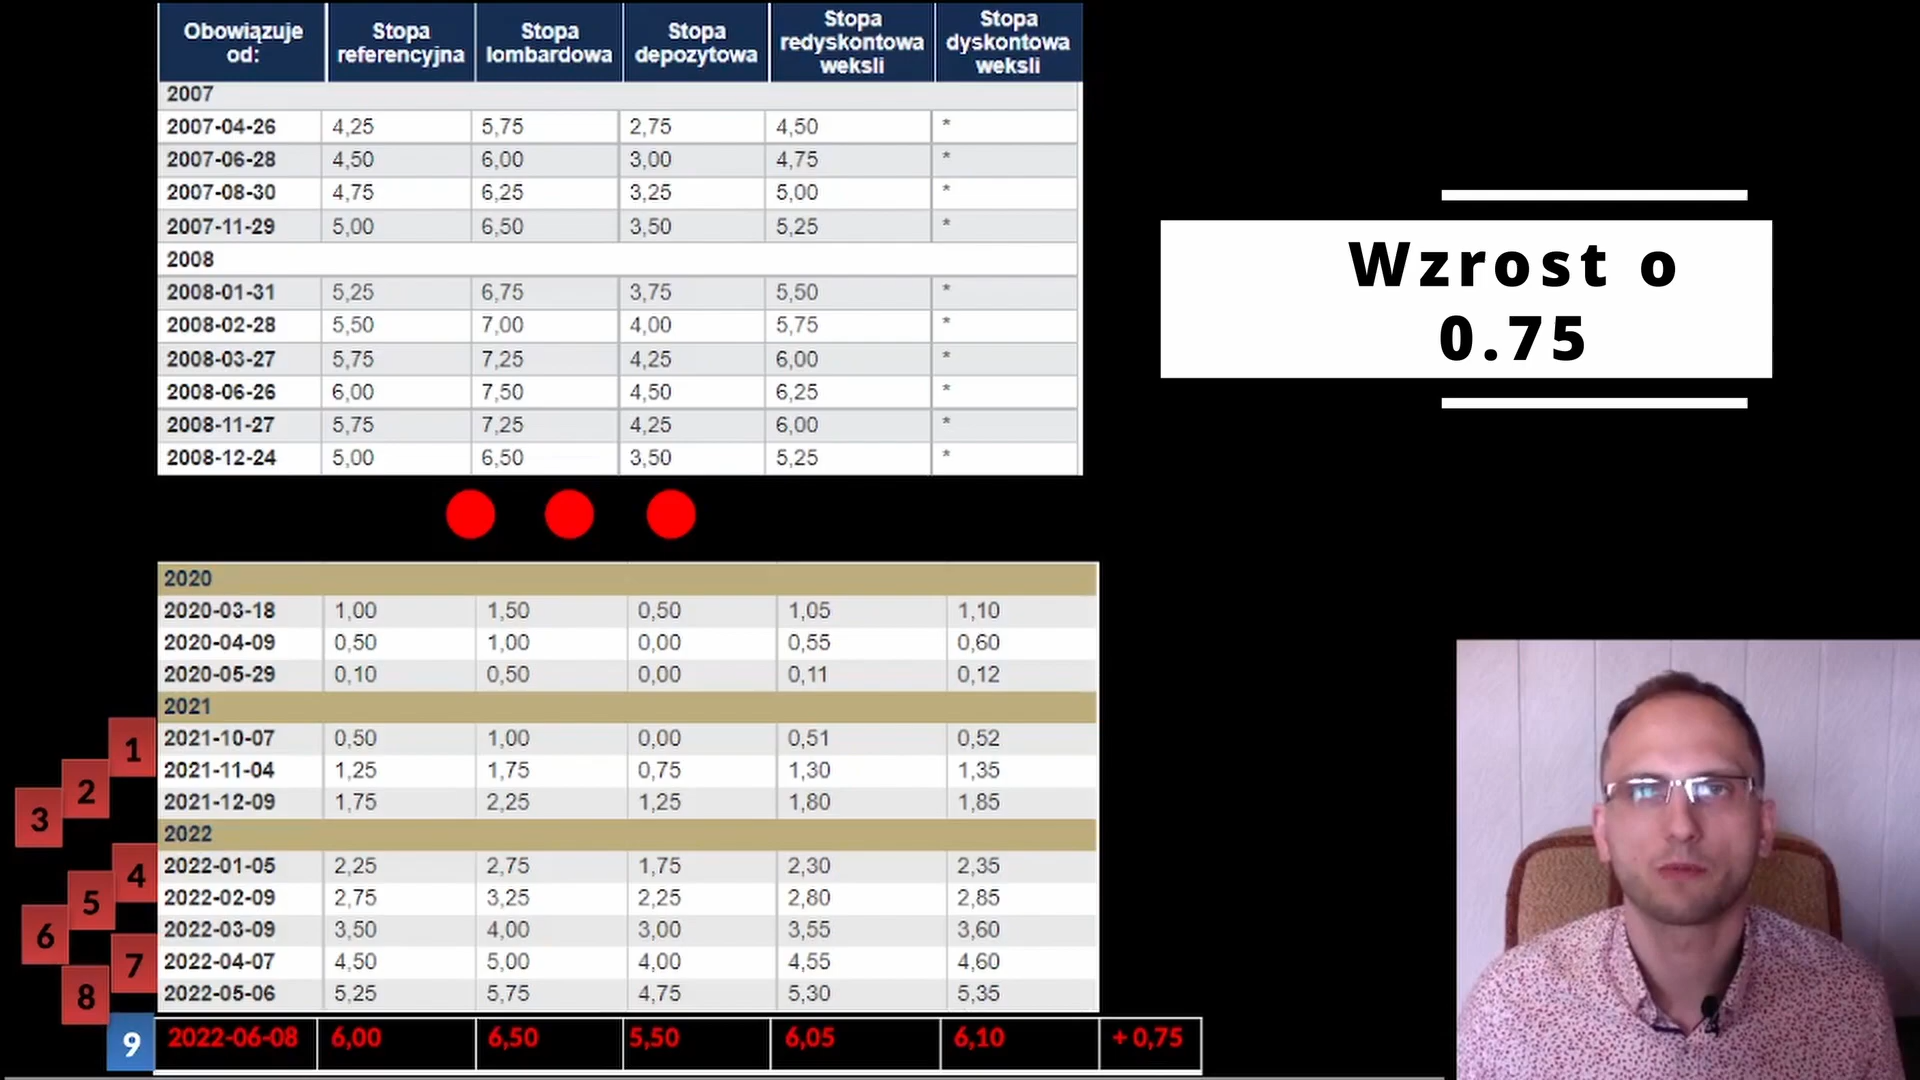 Obowiązuje od: Stopa referencyjna Stopa lombardowa Stopa depozytowa Stopa redyskontowa weksli Stopa dyskontowa weksli
2007
2007-04-26 4,25 5,75 2,75 4,50 *
2007-06-28 4,50 6,00 3,00 4,75 *
2007-08-30 4,75 6,25 3,25 5,00 *
2007-11-29 5,00 6,50 3,50 5,25 *
2008
2008-01-31 5,25 6,75 3,75 5,50 *
2008-02-28 5,50 7,00 4,00 5,75 *
2008-03-27 5,75 7,25 4,25 6,00 *
2008-06-26 6,00 7,50 4,50 6,25 *
2008-11-27 5,75 7,25 4,25 6,00 *
2008-12-24 5,00 6,50 3,50 5,25 *
Wzrost o
0.75
2020
2020-03-18 1,00 1,50 0,50 1,05 1,10
2020-04-09 0,50 1,00 0,00 0,55 0,60
2020-05-29 0,10 0,50 0,00 0,11 0,12
2021
1 2021-10-07 0,50 1,00 0,00 0,51 0,52
2 2021-11-04 1,25 1,75 0,75 1,30 1,35
3 2021-12-09 1,75 2,25 1,25 1,80 1,85
2022
4 2022-01-05 2,25 2,75 1,75 2,30 2,35
5 2022-02-09 2,75 3,25 2,25 2,80 2,85
6 2022-03-09 3,50 4,00 3,00 3,55 3,60
7 2022-04-07 4,50 5,00 4,00 4,55 4,60
8 2022-05-06 5,25 5,75 4,75 5,30 5,35
9 2022-06-08 6,00 6,50 5,50 6,05 6,10 + 0,75